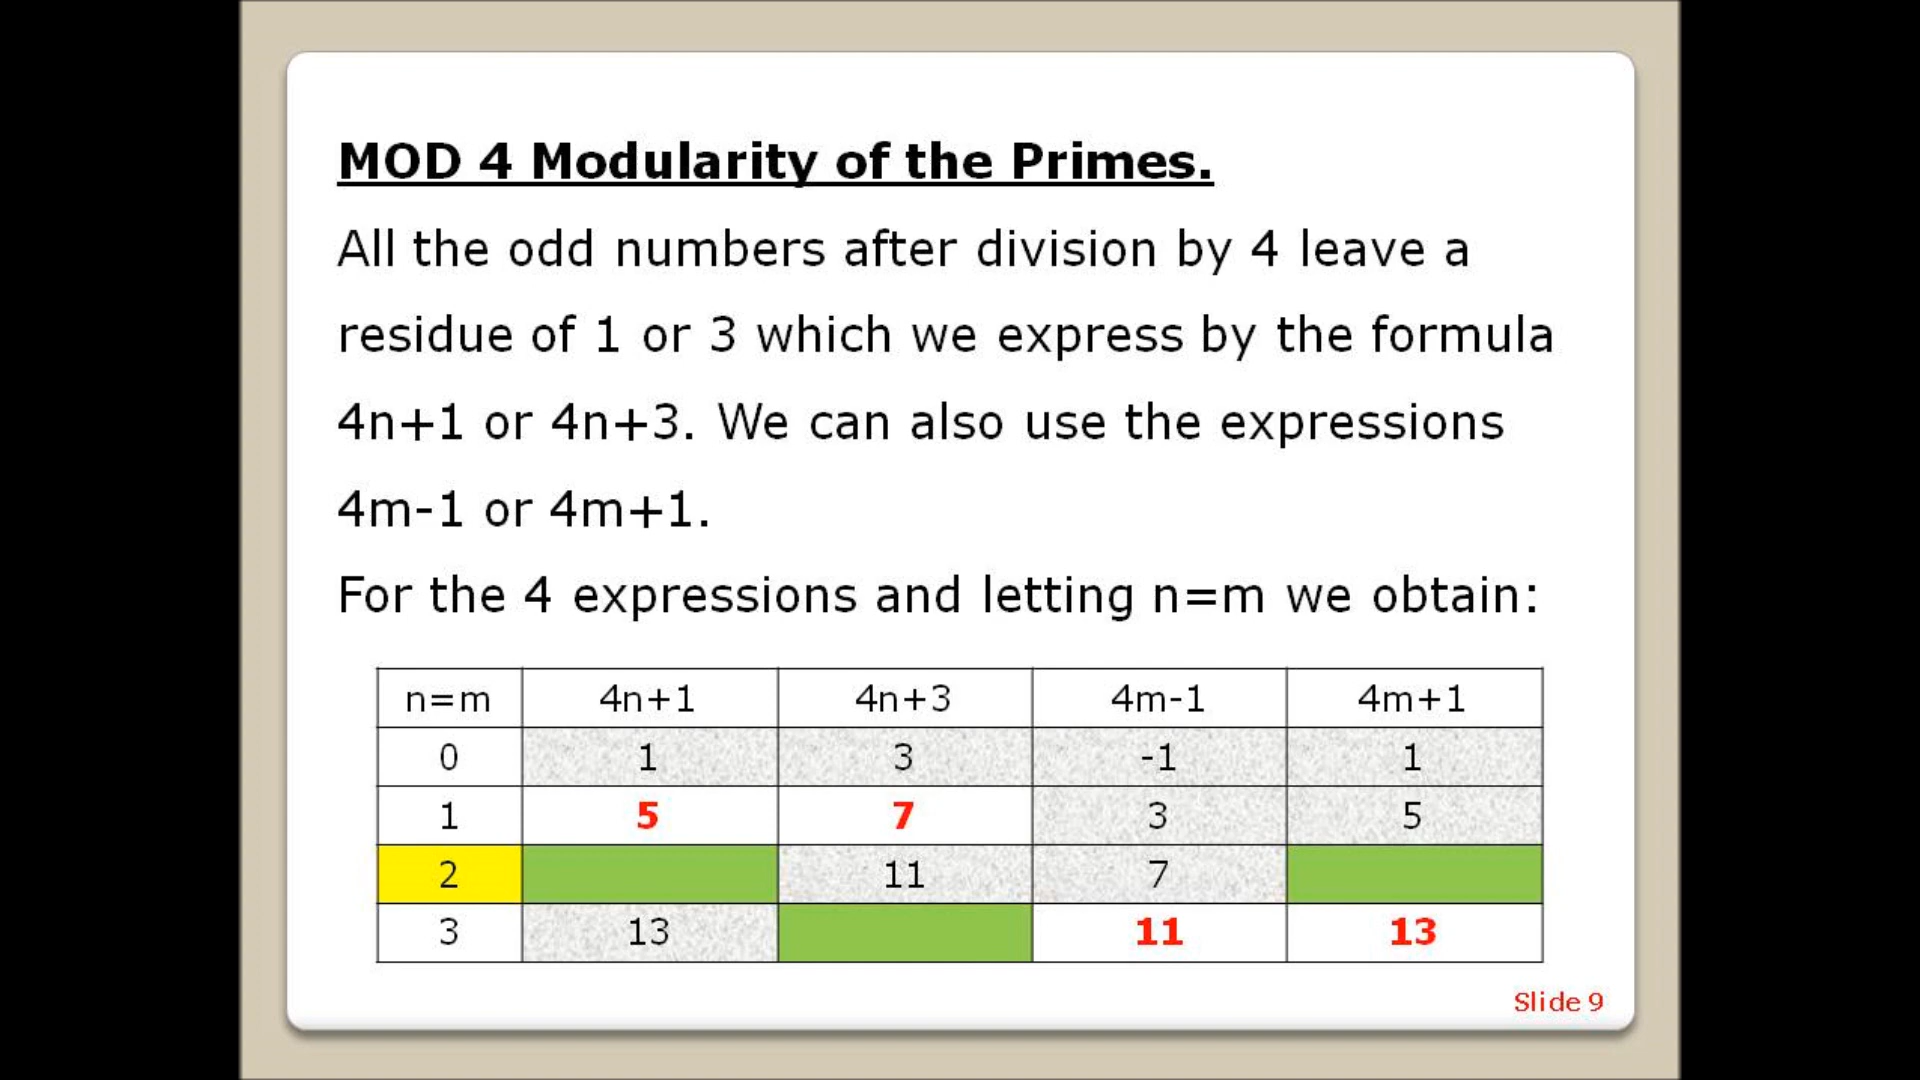 MOD 4 Modularity of the Primes.
All the odd numbers after division by 4 leave a
residue of 1 or 3 which we express by the formula
4n+1 or 4n+3. We can also use the expressions
4m-1 or 4m+1.
For the 4 expressions and letting n=m we obtain:
n=m 4n+1 4n+3 4m-1 4m+1
0 1 3 -1 1
1 5 7 3 5
2 11 7
3 13 11 13
Slide 9